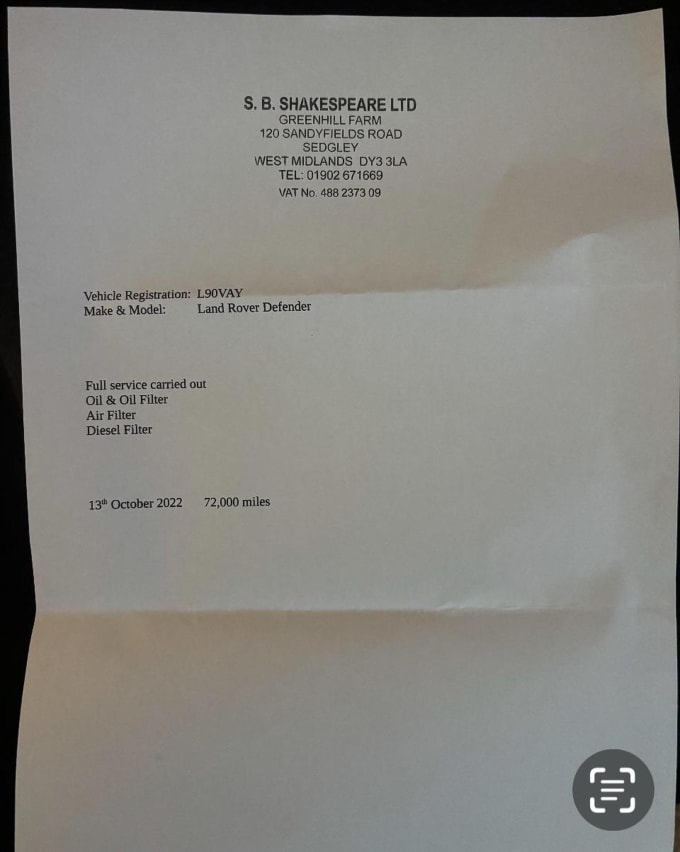 S. B. SHAKESPEARE LTD
GREENHILL FARM
120 SANDYFIELDS ROAD
SEDGLEY
WEST MIDLANDS DY3 3LA
TEL: 01902 671669
VAT No. 488 2373 09
Vehicle Registration: L90VAY
Make & Model: Land Rover Defender
Full service carried out
Oil & Oil Filter
Air Filter
Diesel Filter
13th October 2022 72,000 miles